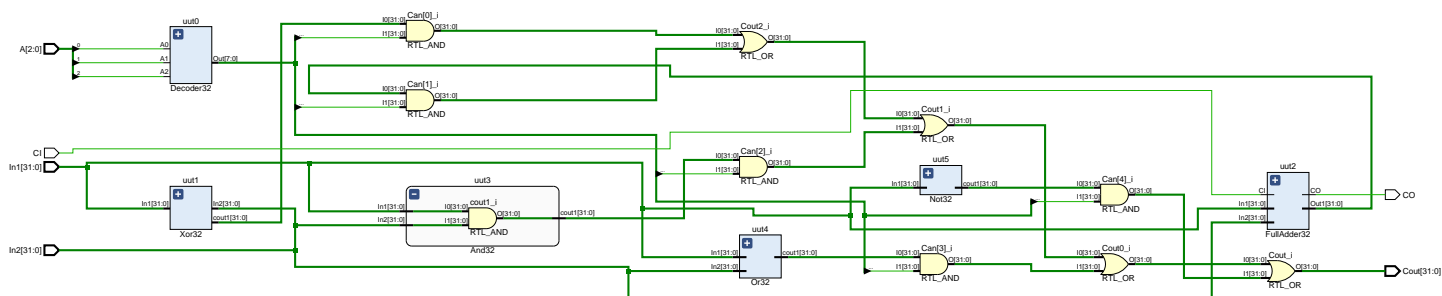 uut0
A[2:0]
0
1
2
A0
A1
A2
Out[7:0]
Decoder32
Can[0]_i
I0[31:0]
I1[31:0]
O[31:0]
RTL_AND
Can[1]_i
I0[31:0]
I1[31:0]
O[31:0]
RTL_AND
Cout2_i
I0[31:0]
I1[31:0]
O[31:0]
RTL_OR
Cout1_i
I0[31:0]
I1[31:0]
O[31:0]
RTL_OR
CI
In1[31:0]
In2[31:0]
uut1
In1[31:0]
In2[31:0]
cout1[31:0]
Xor32
uut3
In1[31:0]
In2[31:0]
cout1_i
I0[31:0]
I1[31:0]
O[31:0]
RTL_AND
cout1[31:0]
And32
Can[2]_i
I0[31:0]
I1[31:0]
O[31:0]
RTL_AND
uut4
In1[31:0]
In2[31:0]
cout1[31:0]
Or32
uut5
In1[31:0]
cout1[31:0]
Not32
Can[3]_i
I0[31:0]
I1[31:0]
O[31:0]
RTL_AND
Can[4]_i
I0[31:0]
I1[31:0]
O[31:0]
RTL_AND
Cout0_i
I0[31:0]
I1[31:0]
O[31:0]
RTL_OR
uut2
CI
In1[31:0]
In2[31:0]
CO
Out1[31:0]
FullAdder32
Cout_i
I0[31:0]
I1[31:0]
O[31:0]
RTL_OR
CO
Cout[31:0]